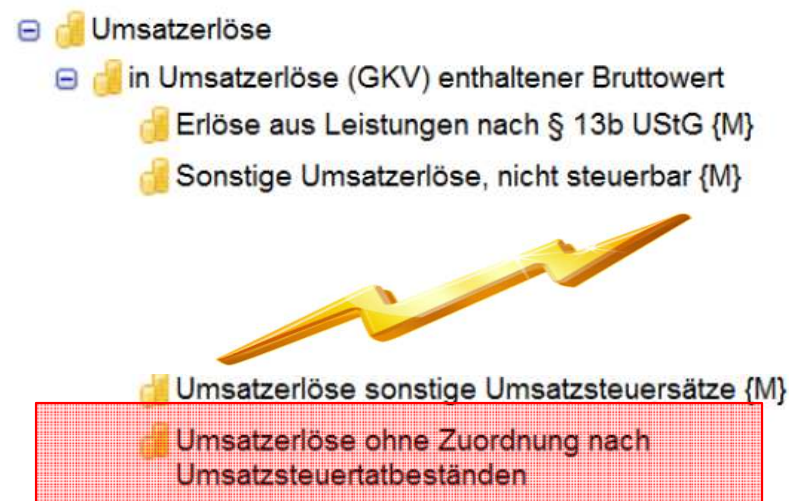 Umsatzerlöse
in Umsatzerlöse (GKV) enthaltener Bruttowert
Erlöse aus Leistungen nach § 13b UStG {M}
Sonstige Umsatzerlöse, nicht steuerbar {M}
Umsatzerlöse sonstige Umsatzsteuersätze {M}
Umsatzerlöse ohne Zuordnung nach
Umsatzsteuertatbeständen